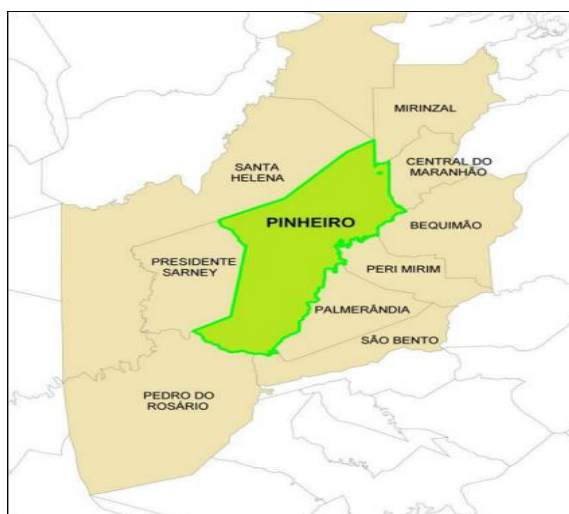 MIRINZAL
SANTA
HELENA
CENTRAL DO
MARANHÃO
PINHEIRO
BEQUIMÃO
PRESIDENTE
SARNEY
PERI MIRIM
PALMERÂNDIA
SÃO BENTO
PEDRO DO
ROSÁRIO